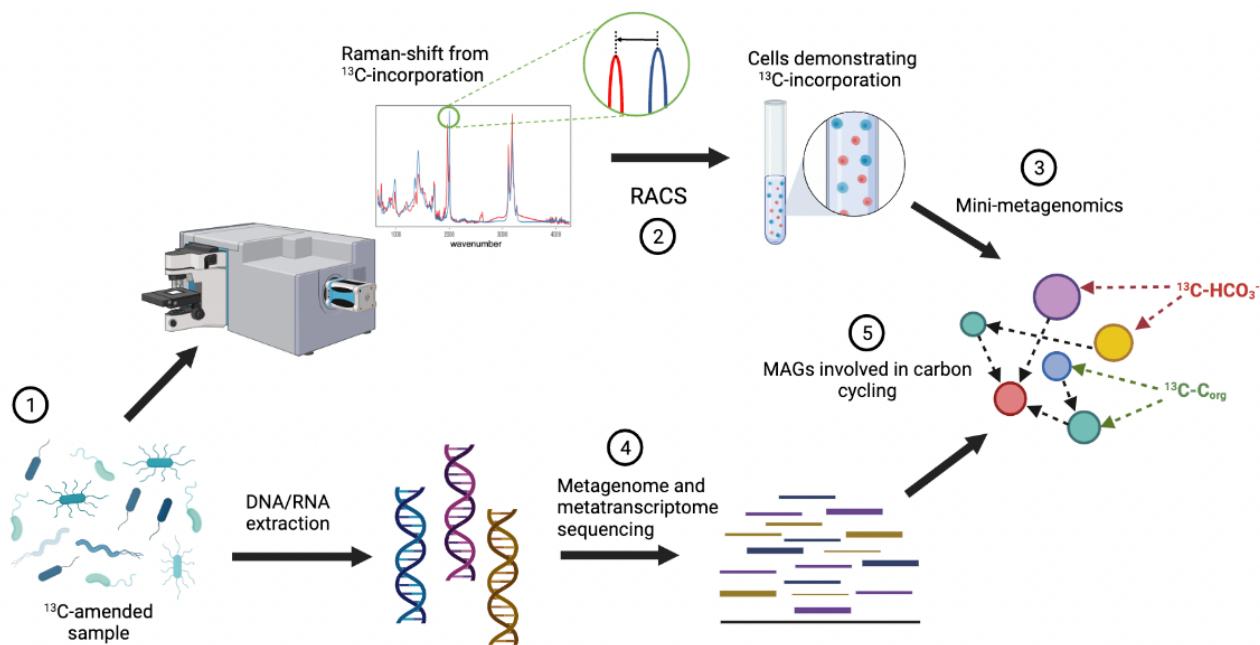 Raman-shift from
¹³C-incorporation
1000
2000
3000
4000
wavenumber
RACS
2
Cells demonstrating
¹³C-incorporation
3
Mini-metagenomics
¹³C-HCO₃⁻
5
MAGs involved in carbon
cycling
¹³C-Corg
1
¹³C-amended
sample
DNA/RNA
extraction
4
Metagenome and
metatranscriptome
sequencing